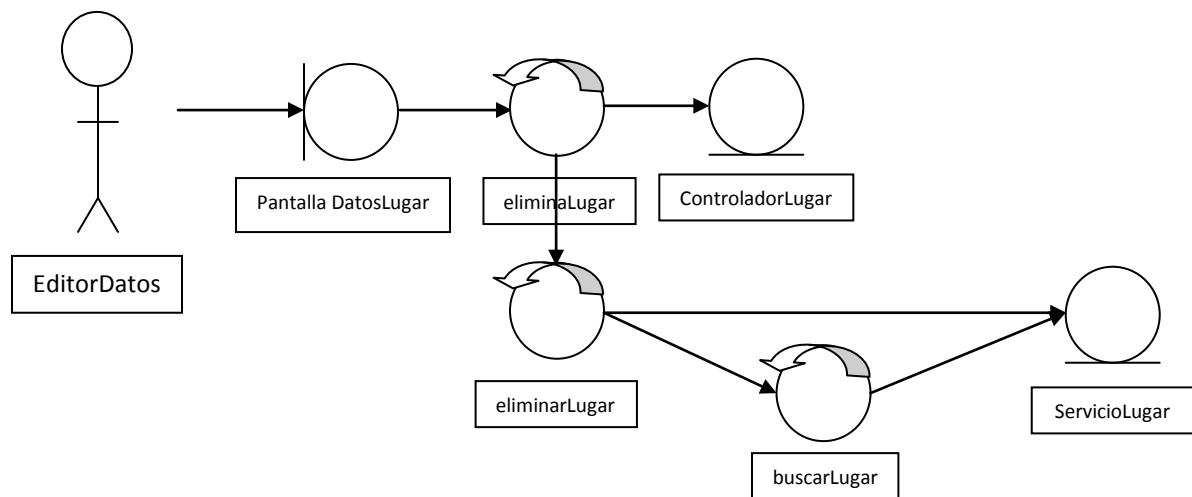 Pantalla DatosLugar
eliminaLugar
ControladorLugar
EditorDatos
eliminarLugar
ServicioLugar
buscarLugar